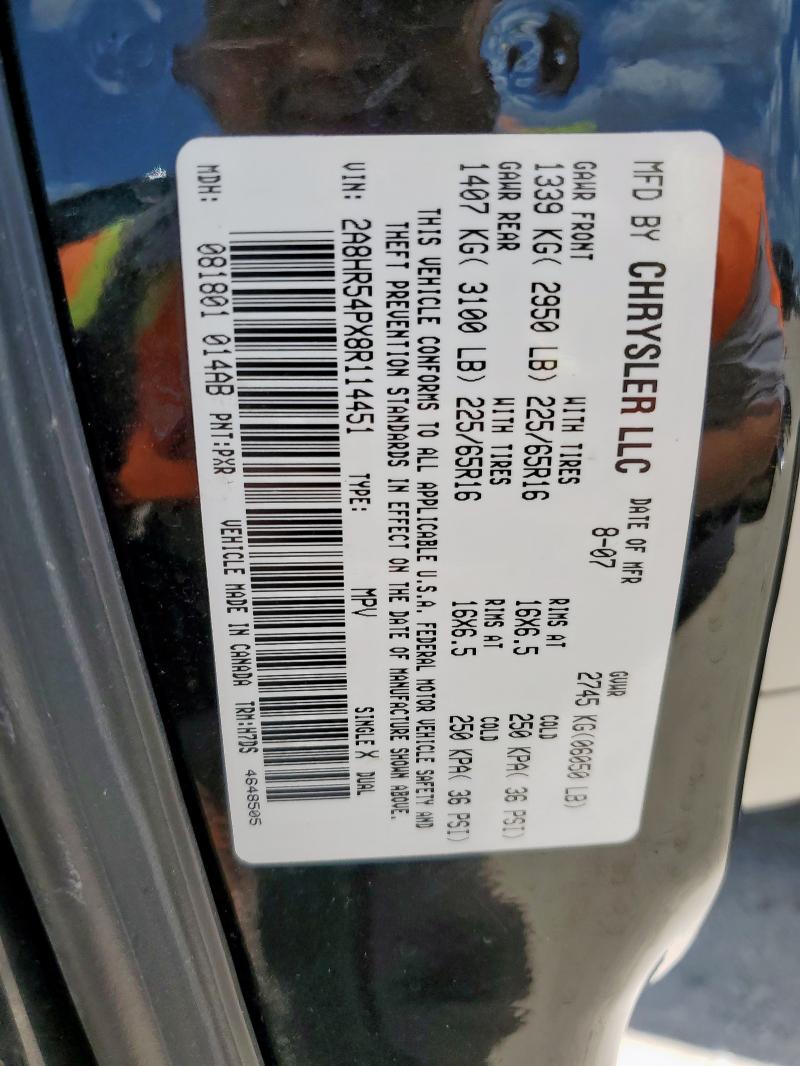 MFD BY CHRYSLER LLC DATE OF MFR GVWR
8-07 2745 KG(06050 LB)
GAWR FRONT WITH TIRES RIMS AT COLD
1339 KG( 2950 LB) 225/65R16 16X6.5 250 KPA( 36 PSI)
GAWR REAR WITH TIRES RIMS AT COLD
1407 KG( 3100 LB) 225/65R16 16X6.5 250 KPA( 36 PSI)
THIS VEHICLE CONFORMS TO ALL APPLICABLE U.S.A. FEDERAL MOTOR VEHICLE SAFETY AND
THEFT PREVENTION STANDARDS IN EFFECT ON THE DATE OF MANUFACTURE SHOWN ABOVE.
VIN: 2A8HR54PX8R114451 TYPE: MPV SINGLE X DUAL
MDH: 081801 014AB PNT:PXR VEHICLE MADE IN CANADA TRM:H7DS 4648505